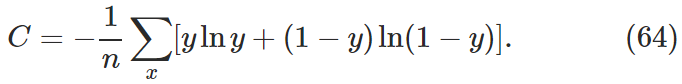 C = −\frac{1}{n} \sum_{x} [y ln y + (1 − y) ln(1 − y)]. (64)